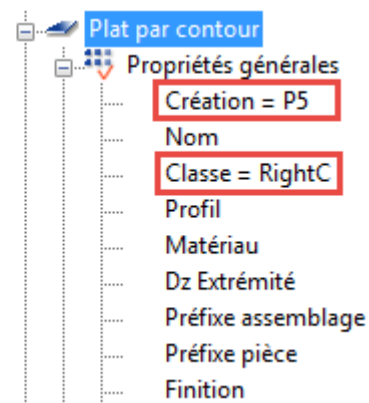 Plat par contour
Propriétés générales
Création = P5
Nom
Classe = RightC
Profil
Matériau
Dz Extrémité
Préfixe assemblage
Préfixe pièce
Finition